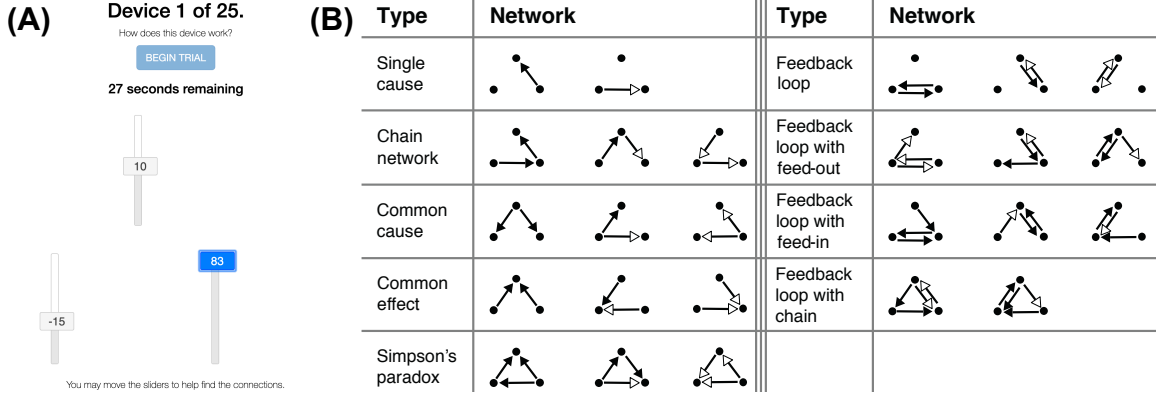 (A)
Device 1 of 25.
How does this device work?
BEGIN TRIAL
27 seconds remaining
10
83
-15
You may move the sliders to help find the connections.
(B)
Type
Network
Type
Network
Single
cause
Feedback
loop
Chain
network
Feedback
loop with
feed-out
Common
cause
Feedback
loop with
feed-in
Common
effect
Feedback
loop with
chain
Simpson's
paradox